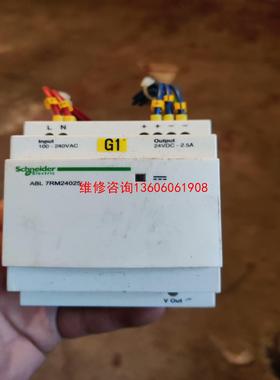 L N
+ + - -
Input
100 - 240VAC
G1
Output
24VDC - 2.5A
Schneider
Electric
ABL 7RM24025
维修咨询13606061908
V Out